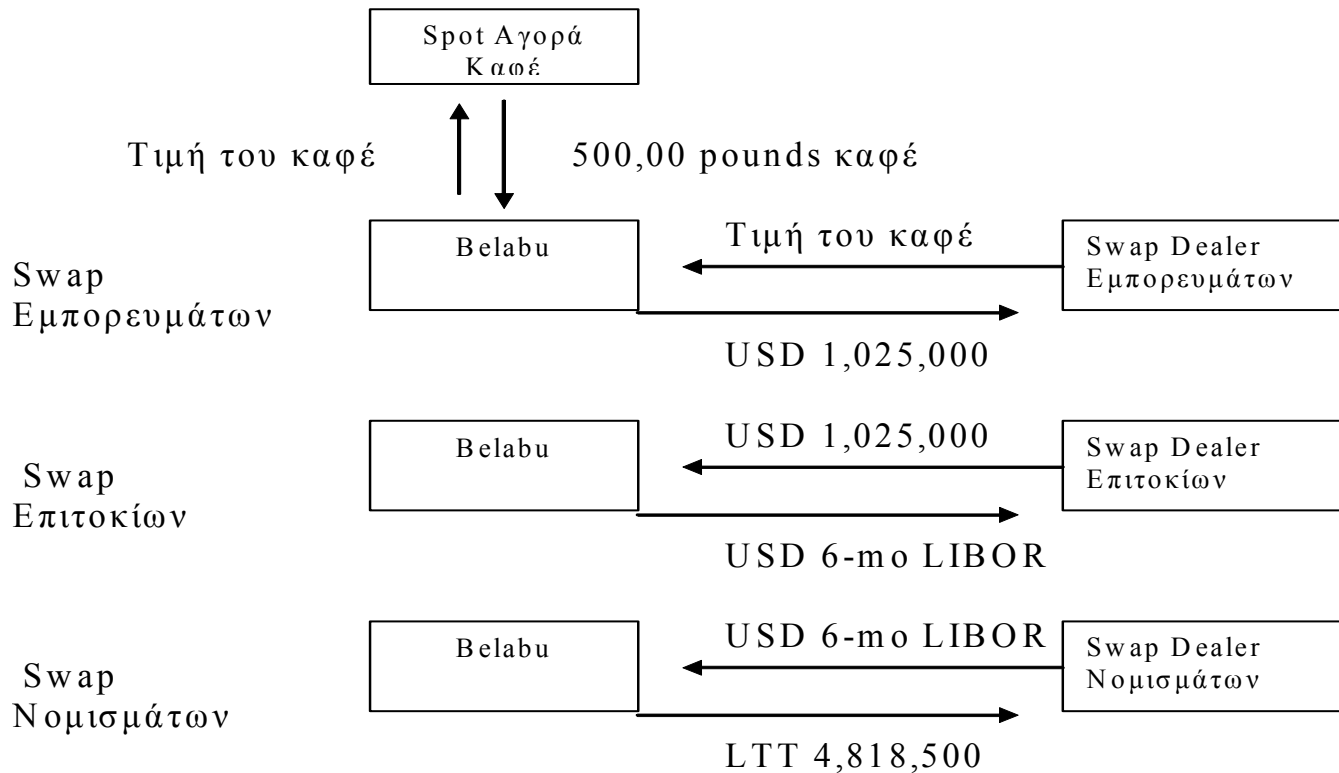 Spot Αγορά
Καφέ
Τιμή του καφέ
500,00 pounds καφέ
Swap
Εμπορευμάτων
Belabu
Τιμή του καφέ
USD 1,025,000
Swap Dealer
Εμπορευμάτων
Swap
Επιτοκίων
Belabu
USD 1,025,000
USD 6-mo LIBOR
Swap Dealer
Επιτοκίων
Swap
Νομισμάτων
Belabu
USD 6-mo LIBOR
LTT 4,818,500
Swap Dealer
Νομισμάτων